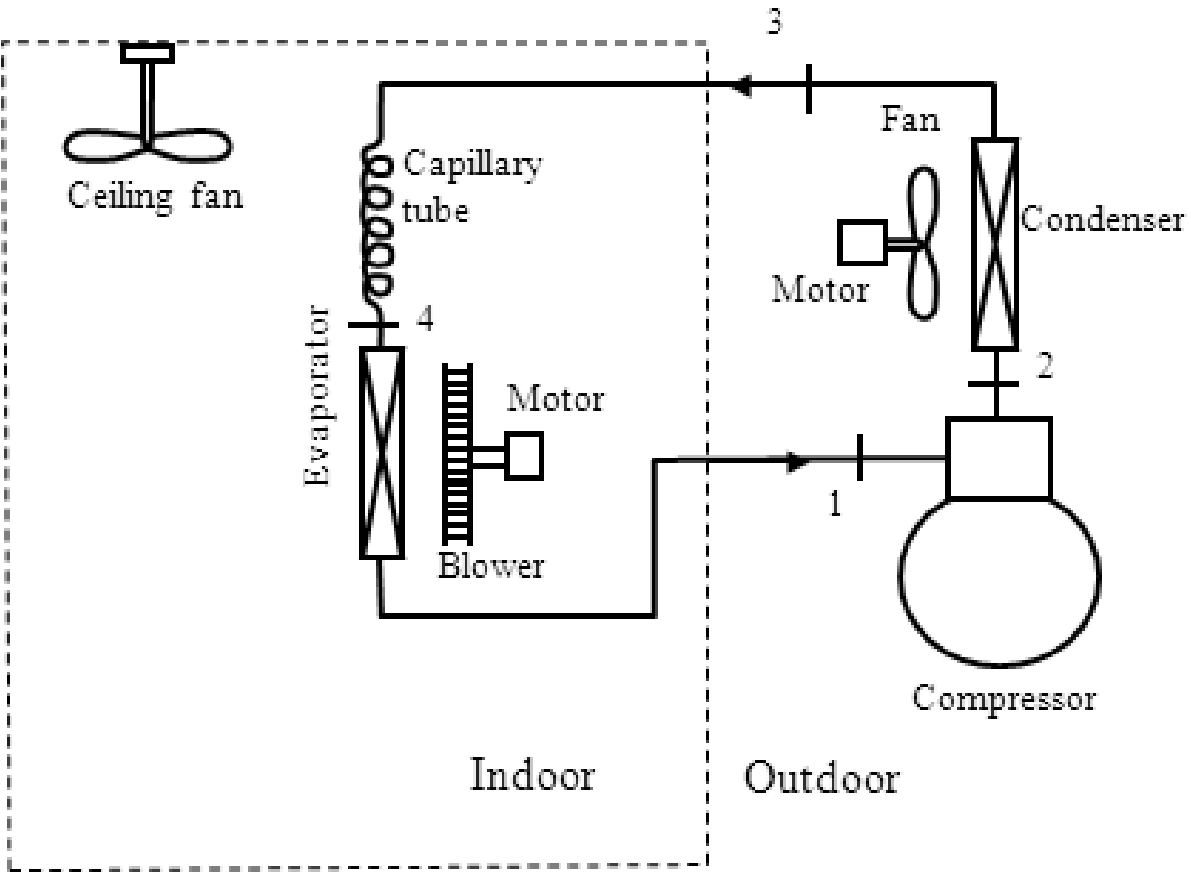 3
Fan
Ceiling fan
Capillary
tube
Condenser
Motor
4
Evaporator
2
Motor
1
Blower
Compressor
Indoor
Outdoor